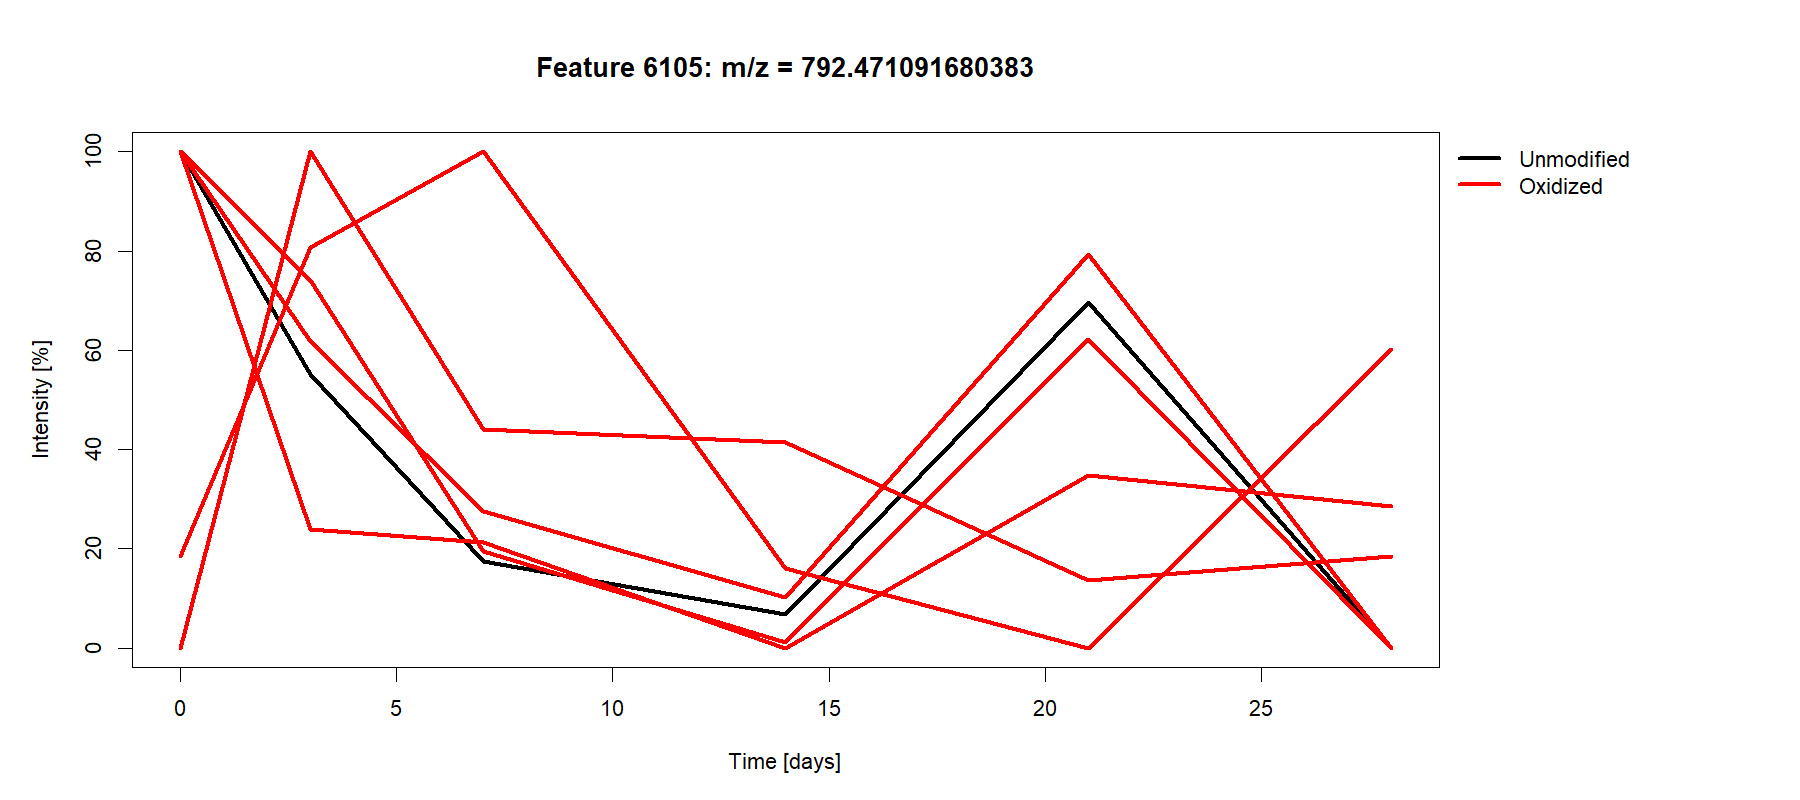 Feature 6105: m/z = 792.471091680383
Unmodified
Oxidized
100
80
60
40
20
0
Intensity [%]
0 5 10 15 20 25
Time [days]